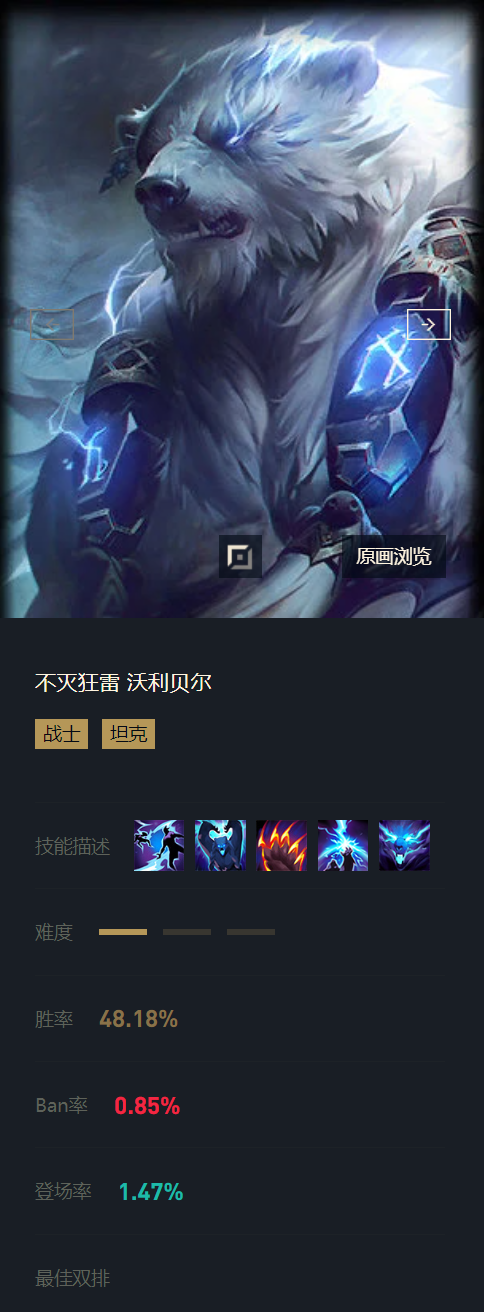 原画浏览
不灭狂雷 沃利贝尔
战士 坦克
技能描述
难度
胜率 48.18%
Ban率 0.85%
登场率 1.47%
最佳双排